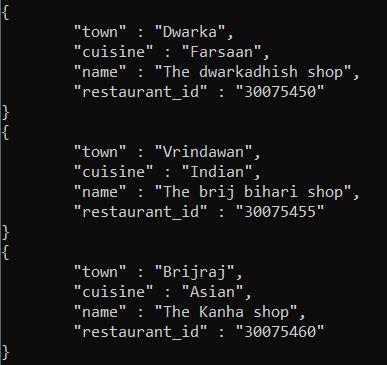 {
"town" : "Dwarka",
"cuisine" : "Farsaan",
"name" : "The dwarkadhish shop",
"restaurant_id" : "30075450"
}
{
"town" : "Vrindawan",
"cuisine" : "Indian",
"name" : "The brij bihari shop",
"restaurant_id" : "30075455"
}
{
"town" : "Brijraj",
"cuisine" : "Asian",
"name" : "The Kanha shop",
"restaurant_id" : "30075460"
}